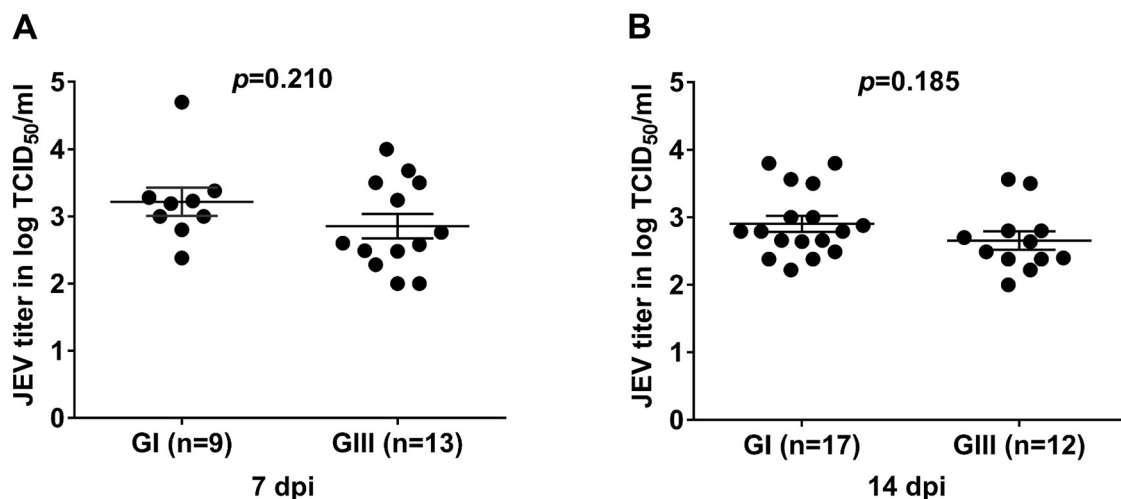 A
p=0.210
JEV titer in log TCID50/ml
5
4
3
2
1
0
GI (n=9)
GIII (n=13)
7 dpi
B
p=0.185
JEV titer in log TCID50/ml
5
4
3
2
1
0
GI (n=17)
GIII (n=12)
14 dpi